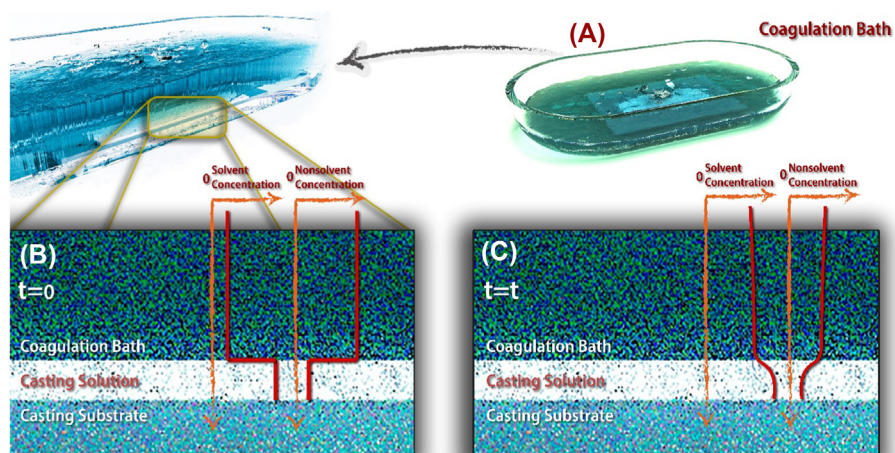 (A)
Coagulation Bath
0 Solvent
Concentration
0 Nonsolvent
Concentration
(B)
t=0
Coagulation Bath
Casting Solution
Casting Substrate
0 Solvent
Concentration
0 Nonsolvent
Concentration
(C)
t=t
Coagulation Bath
Casting Solution
Casting Substrate